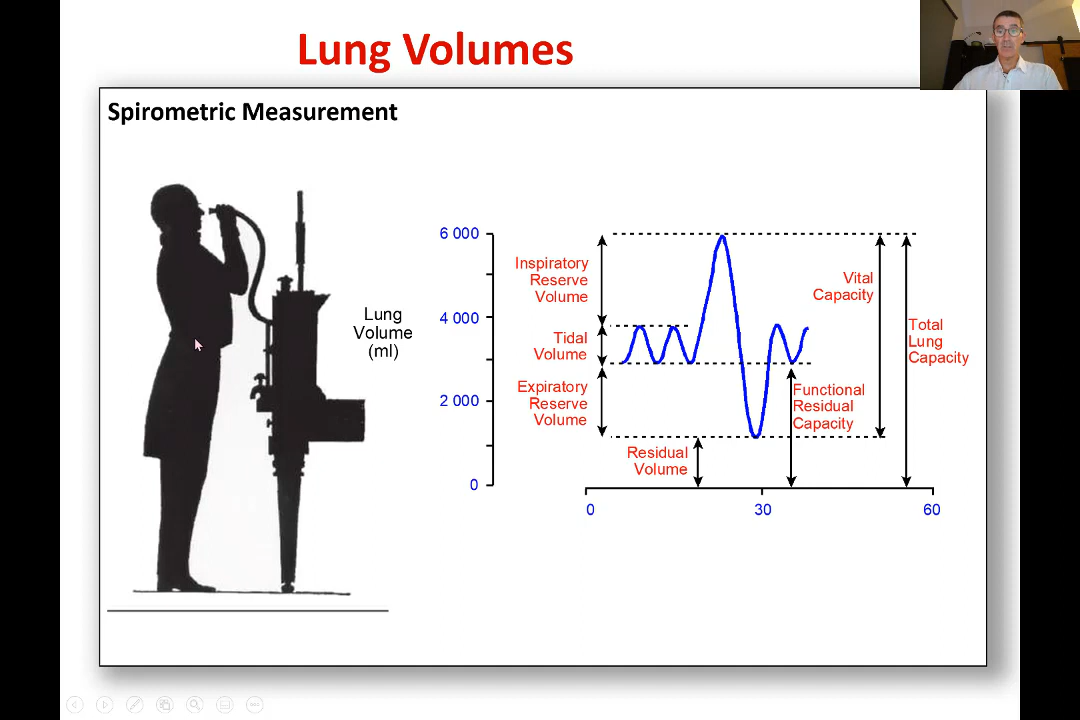 Lung Volumes
Spirometric Measurement
Lung
Volume
(ml)
6 000
4 000
2 000
0
Inspiratory
Reserve
Volume
Tidal
Volume
Expiratory
Reserve
Volume
Residual
Volume
Functional
Residual
Capacity
Vital
Capacity
Total
Lung
Capacity
0
30
60